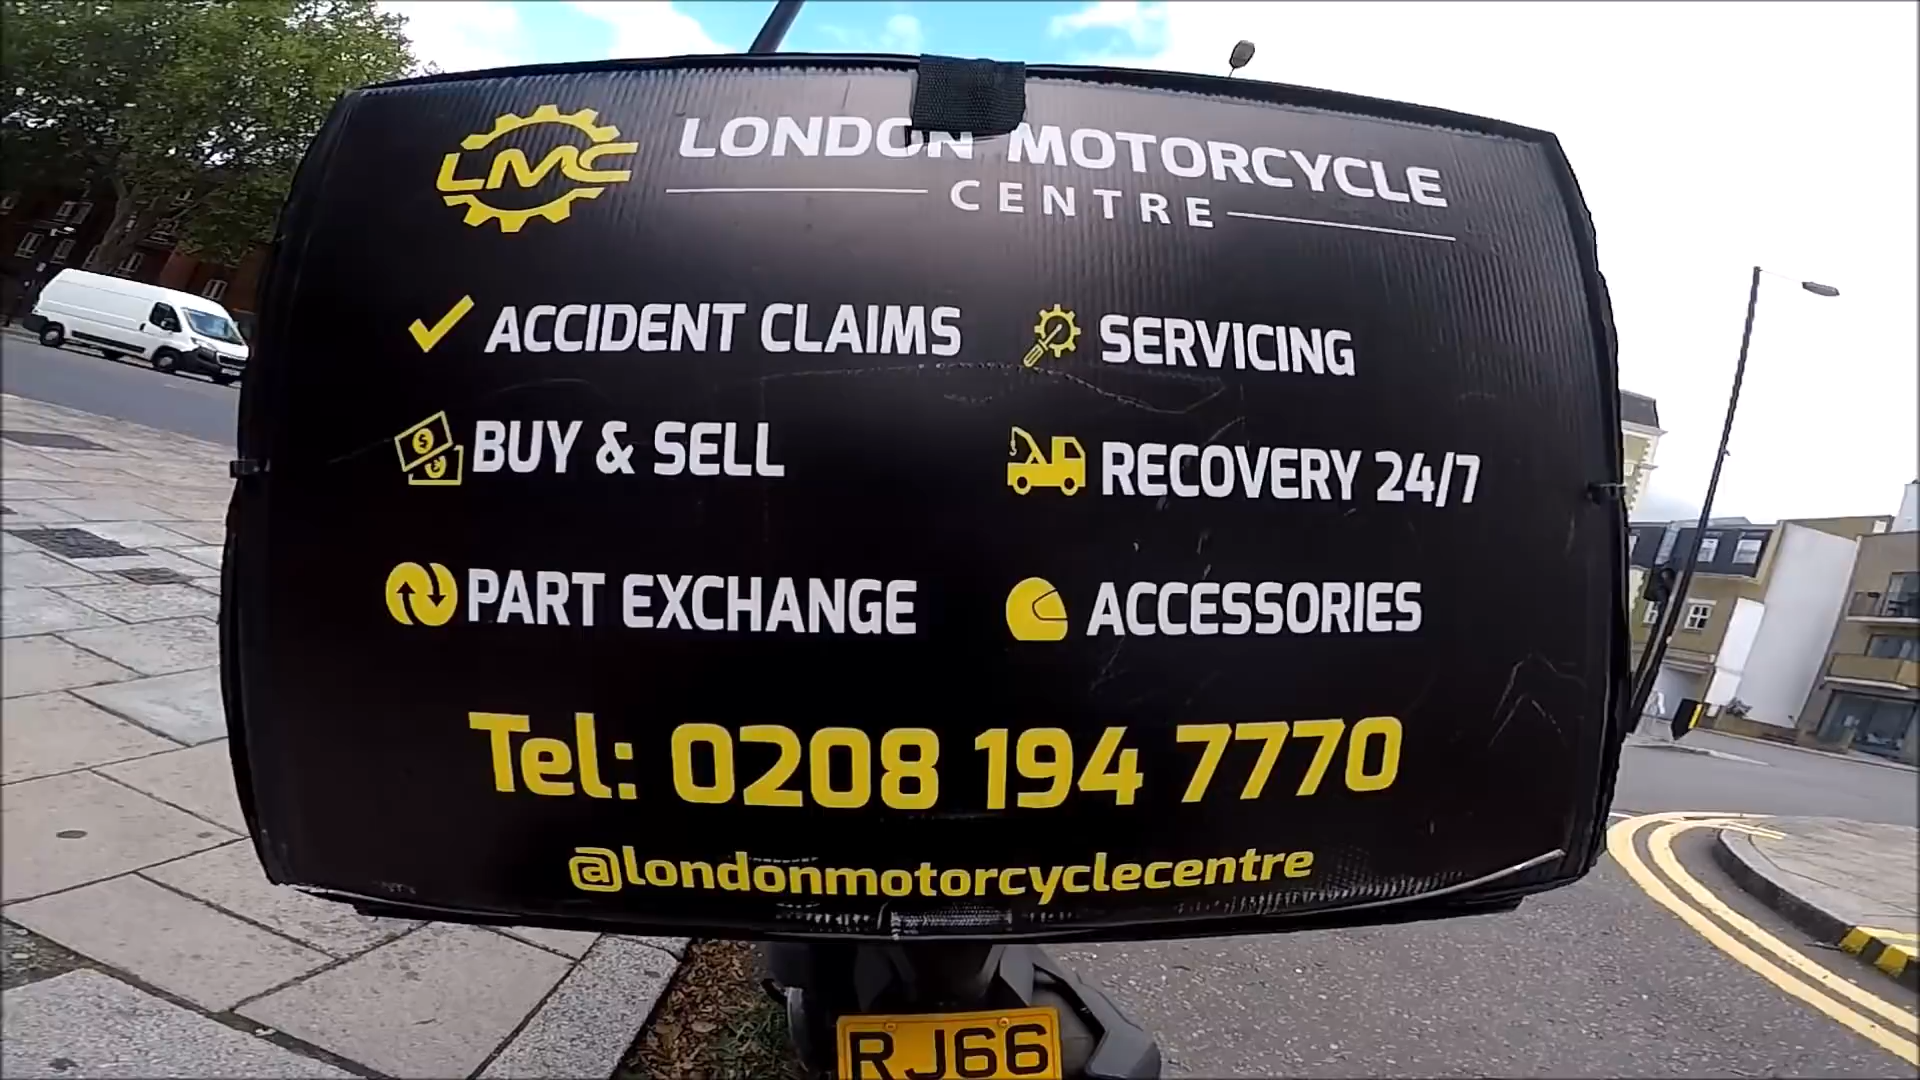 LMC
LONDON MOTORCYCLE
CENTRE
ACCIDENT CLAIMS
SERVICING
BUY & SELL
RECOVERY 24/7
PART EXCHANGE
ACCESSORIES
Tel: 0208 194 7770
@londonmotorcyclecentre
RJ66